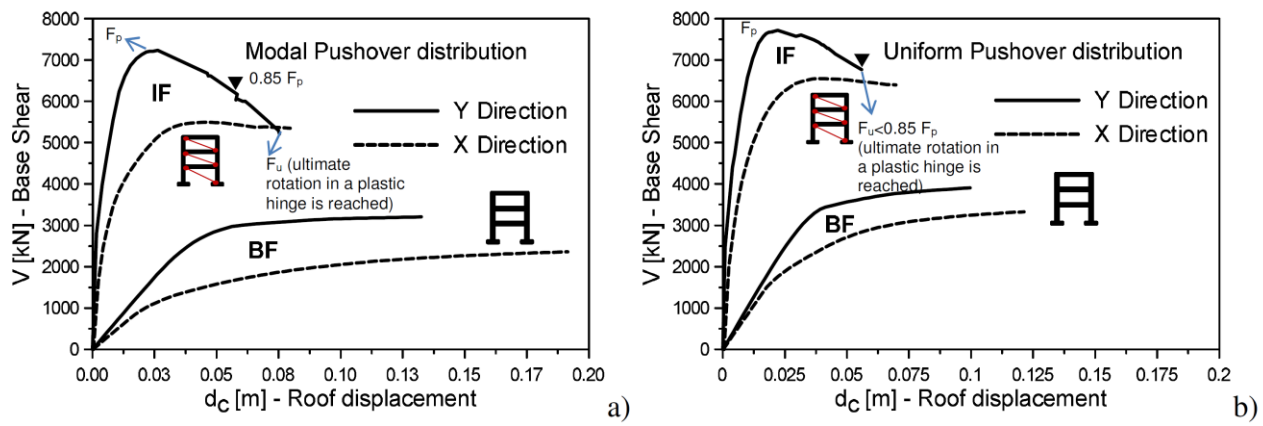 Modal Pushover distribution
F_p
0.85 F_p
IF
Y Direction
X Direction
F_u (ultimate
rotation in a plastic
hinge is reached)
BF
V [kN] - Base Shear
8000
7000
6000
5000
4000
3000
2000
1000
0
0.00 0.03 0.05 0.08 0.10 0.13 0.15 0.17 0.20
d_C [m] - Roof displacement
a)
Uniform Pushover distribution
F_p
IF
Y Direction
X Direction
F_u<0.85 F_p
(ultimate rotation in
a plastic hinge is
reached)
BF
V [kN] - Base Shear
8000
7000
6000
5000
4000
3000
2000
1000
0
0 0.025 0.05 0.075 0.1 0.125 0.15 0.175 0.2
d_C [m] - Roof displacement
b)